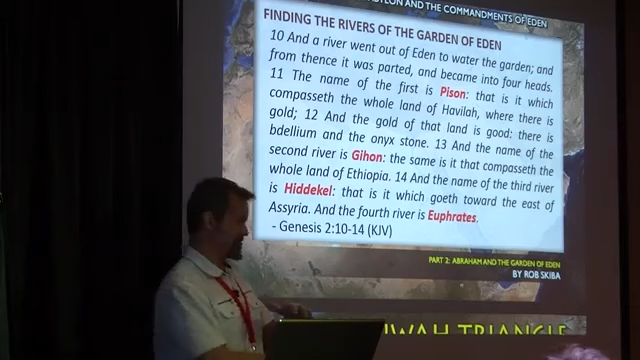 LON AND THE COMMANDMENTS OF EDEN
FINDING THE RIVERS OF THE GARDEN OF EDEN
10 And a river went out of Eden to water the garden; and
from thence it was parted, and became into four heads.
11 The name of the first is Pison: that is it which
compasseth the whole land of Havilah, where there is
gold; 12 And the gold of that land is good: there is
bdellium and the onyx stone. 13 And the name of the
second river is Gihon: the same is it that compasseth the
whole land of Ethiopia. 14 And the name of the third river
is Hiddekel: that is it which goeth toward the east of
Assyria. And the fourth river is Euphrates.
- Genesis 2:10-14 (KJV)
PART 2: ABRAHAM AND THE GARDEN OF EDEN
BY ROB SKIBA
WAH TRIANGLE